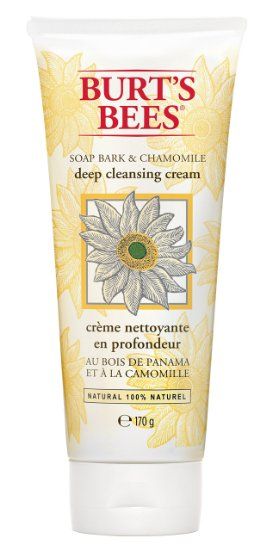 BURT'S
BEES®
SOAP BARK & CHAMOMILE
deep cleansing cream
crème nettoyante
en profondeur
AU BOIS DE PANAMA
ET À LA CAMOMILLE
NATURAL 100% NATUREL
℮ 170 g